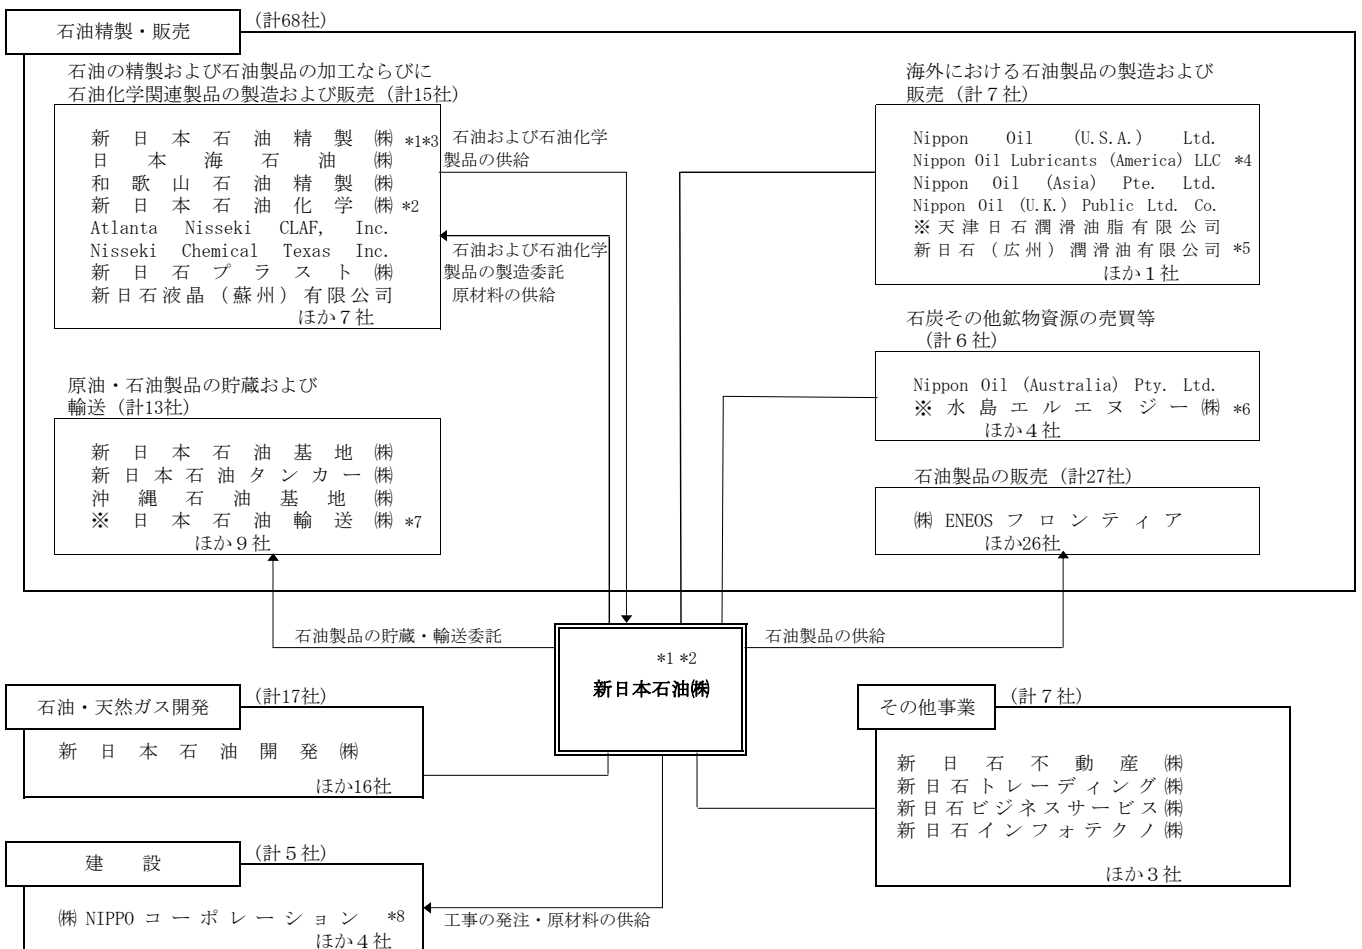 石油精製・販売
(計68社)
石油の精製および石油製品の加工ならびに
石油化学関連製品の製造および販売 (計15社)
新日本石油精製㈱ *1*3
日本海石油㈱
和歌山石油精製㈱
新日本石油化学㈱ *2
Atlanta Nisseki CLAF, Inc.
Nisseki Chemical Texas Inc.
新日石プラスト㈱
新日石液晶（蘇州）有限公司
ほか７社
石油および石油化学
製品の供給
石油および石油化学
製品の製造委託
原材料の供給
海外における石油製品の製造および
販売 (計７社)
Nippon Oil (U.S.A.) Ltd.
Nippon Oil Lubricants (America) LLC *4
Nippon Oil (Asia) Pte. Ltd.
Nippon Oil (U.K.) Public Ltd. Co.
※天津日石潤滑油脂有限公司
新日石（広州）潤滑油有限公司 *5
ほか１社
石炭その他鉱物資源の売買等
(計６社)
Nippon Oil (Australia) Pty. Ltd.
※水島エルエヌジー㈱ *6
ほか４社
原油・石油製品の貯蔵および
輸送 (計13社)
新日本石油基地㈱
新日本石油タンカー㈱
沖縄石油基地㈱
※日本石油輸送㈱ *7
ほか９社
石油製品の販売 (計27社)
㈱ENEOSフロンティア
ほか26社
石油製品の貯蔵・輸送委託
石油製品の供給
*1 *2
新日本石油㈱
石油・天然ガス開発
(計17社)
新日本石油開発㈱
ほか16社
その他事業
(計７社)
新日石不動産㈱
新日石トレーディング㈱
新日石ビジネスサービス㈱
新日石インフォテクノ㈱
ほか３社
建設
(計５社)
㈱NIPPOコーポレーション *8
ほか４社
工事の発注・原材料の供給